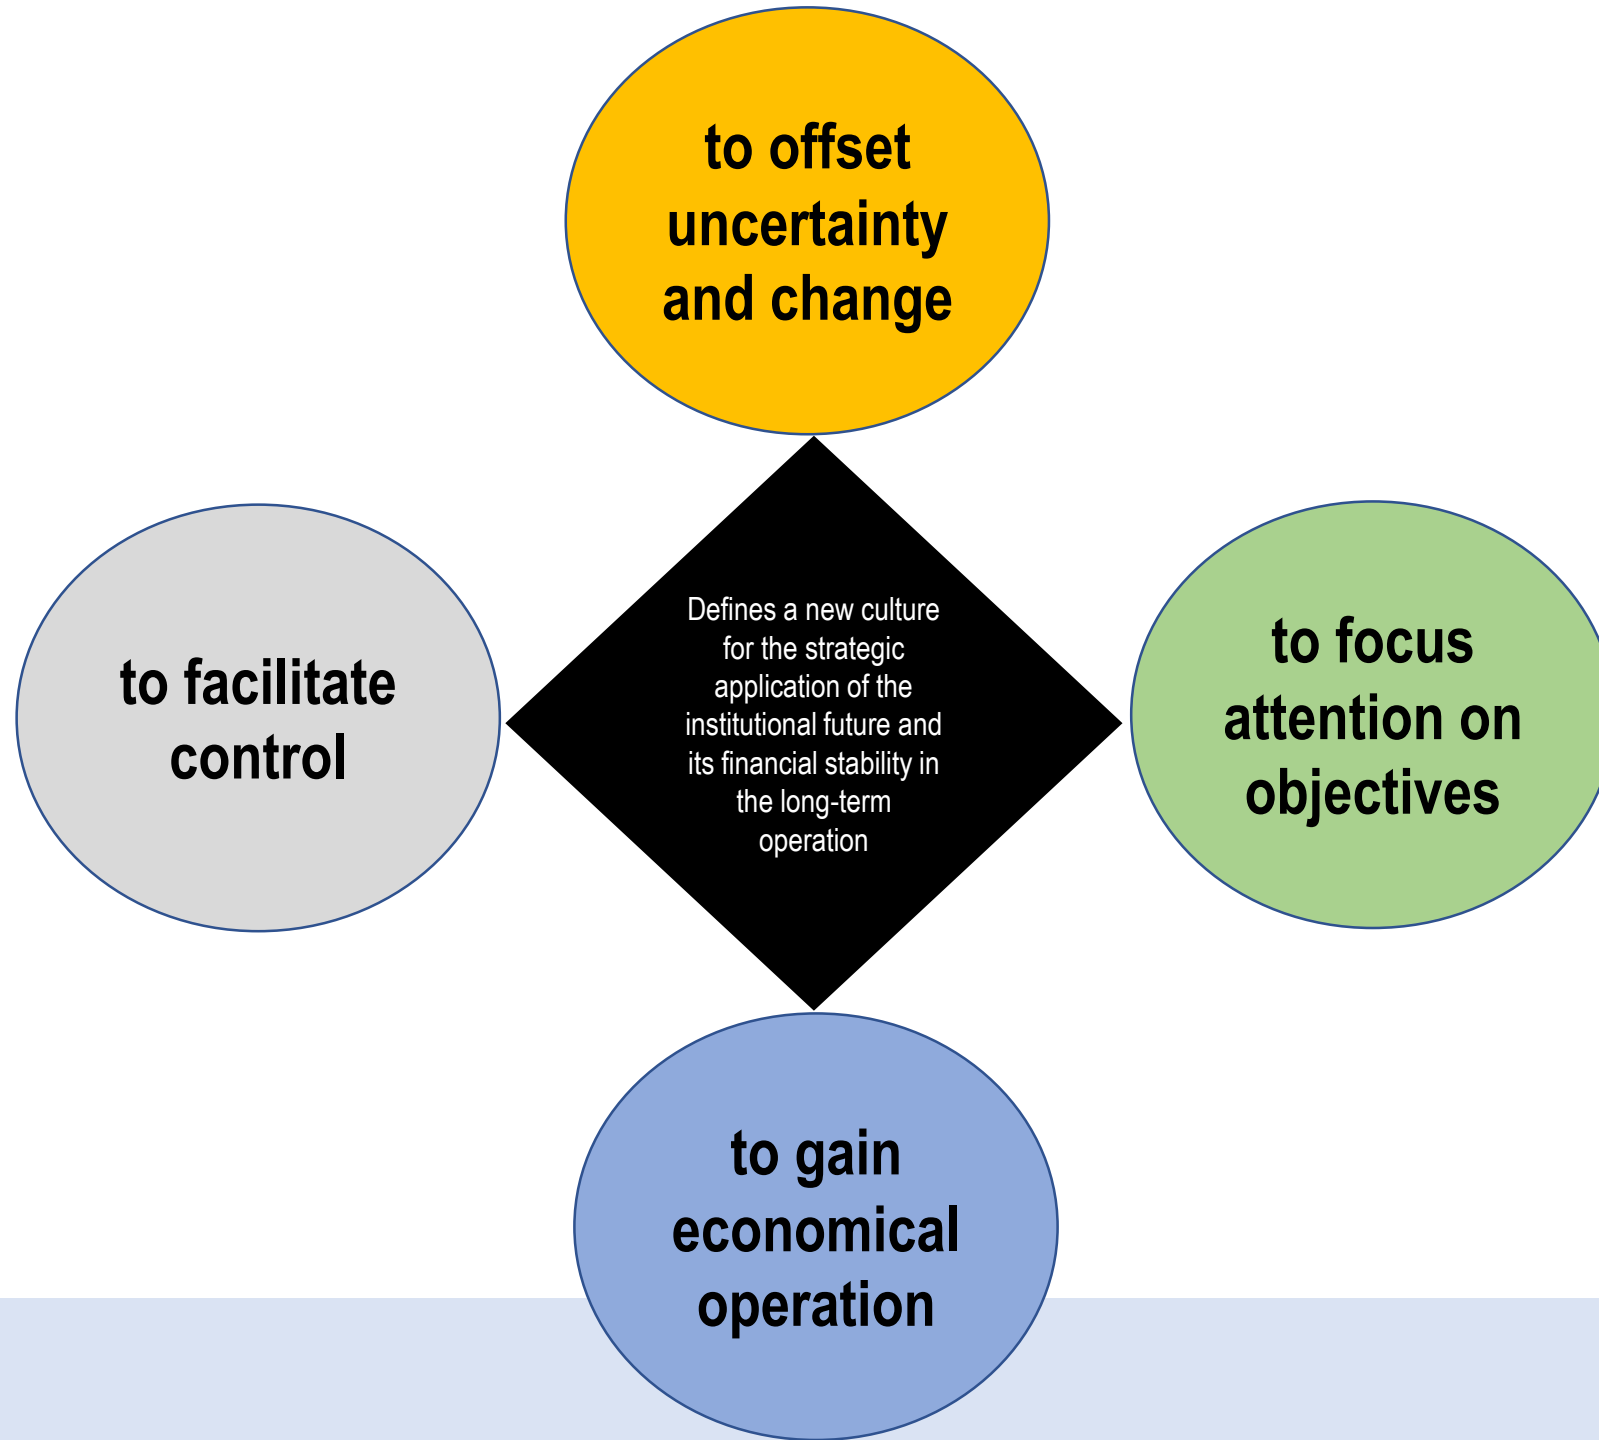 to offset
uncertainty
and change
to facilitate
control
Defines a new culture
for the strategic
application of the
institutional future and
its financial stability in
the long-term
operation
to focus
attention on
objectives
to gain
economical
operation